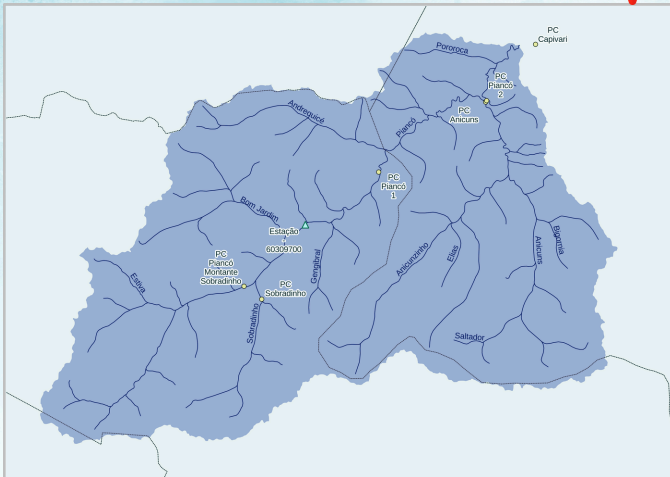 PC
Capivari
Pororoca
PC
Piancó
2
Andrequicé
PC
Anicuns
Piancó
PC
Piancó
1
Bom Jardim
Estação
60309700
Bigorna
Anicuns
Elias
Anicunzinho
Gengibral
PC
Piancó
Montante
Sobradinho
PC
Sobradinho
Estiva
Sobradinho
Saltador